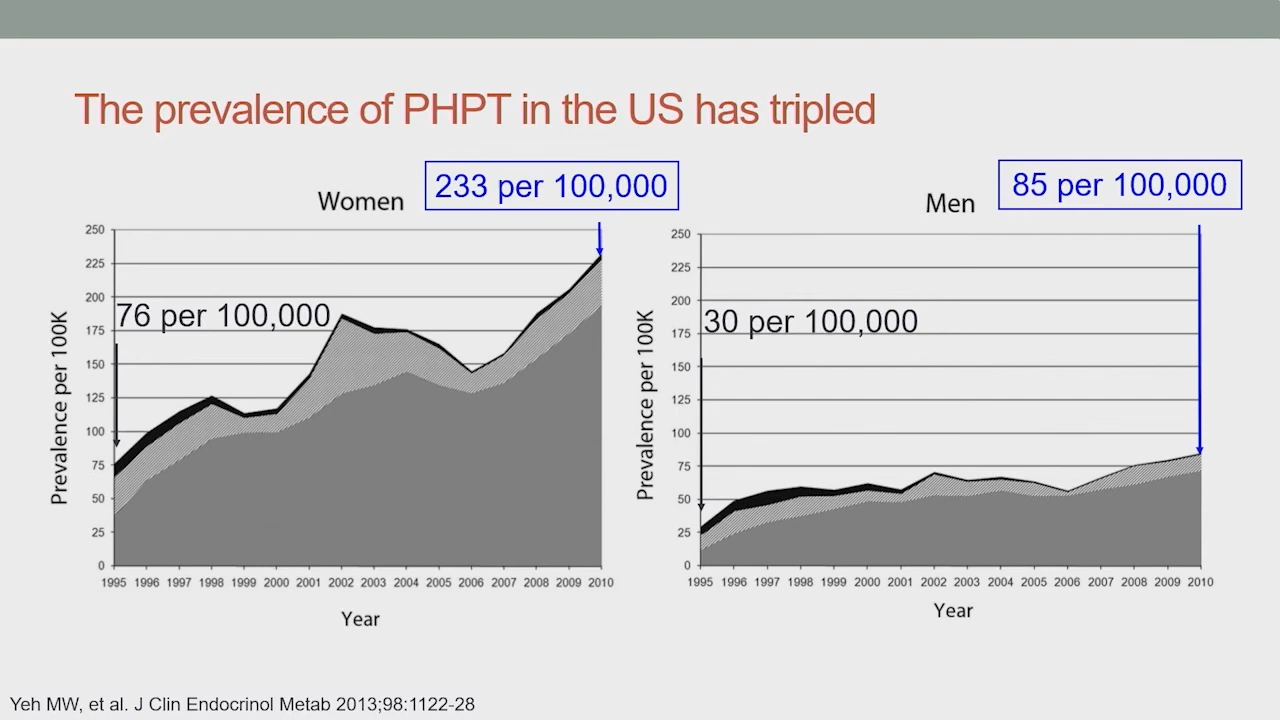 The prevalence of PHPT in the US has tripled
Women
233 per 100,000
76 per 100,000
Prevalence per 100K
250
225
200
175
150
125
100
75
50
25
0
1995 1996 1997 1998 1999 2000 2001 2002 2003 2004 2005 2006 2007 2008 2009 2010
Year
Men
85 per 100,000
30 per 100,000
Prevalence per 100K
250
225
200
175
150
125
100
75
50
25
0
1995 1996 1997 1998 1999 2000 2001 2002 2003 2004 2005 2006 2007 2008 2009 2010
Year
Yeh MW, et al. J Clin Endocrinol Metab 2013;98:1122-28